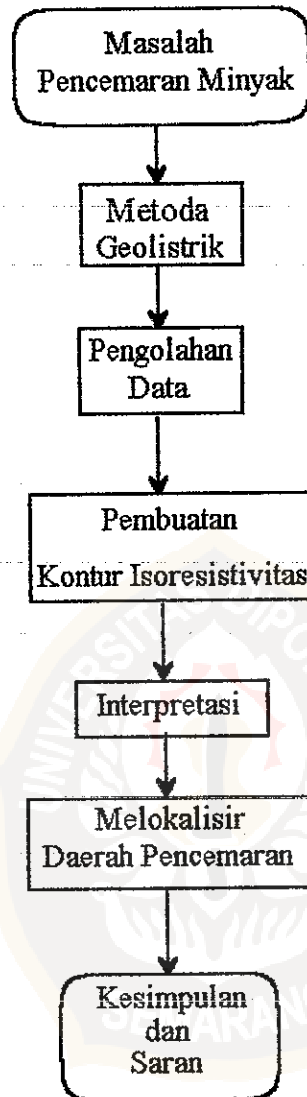 Masalah
Pencemaran Minyak
Metoda
Geolistrik
Pengolahan
Data
Pembuatan
Kontur Isoresistivitas
Interpretasi
Melokalisir
Daerah Pencemaran
Kesimpulan
dan
Saran